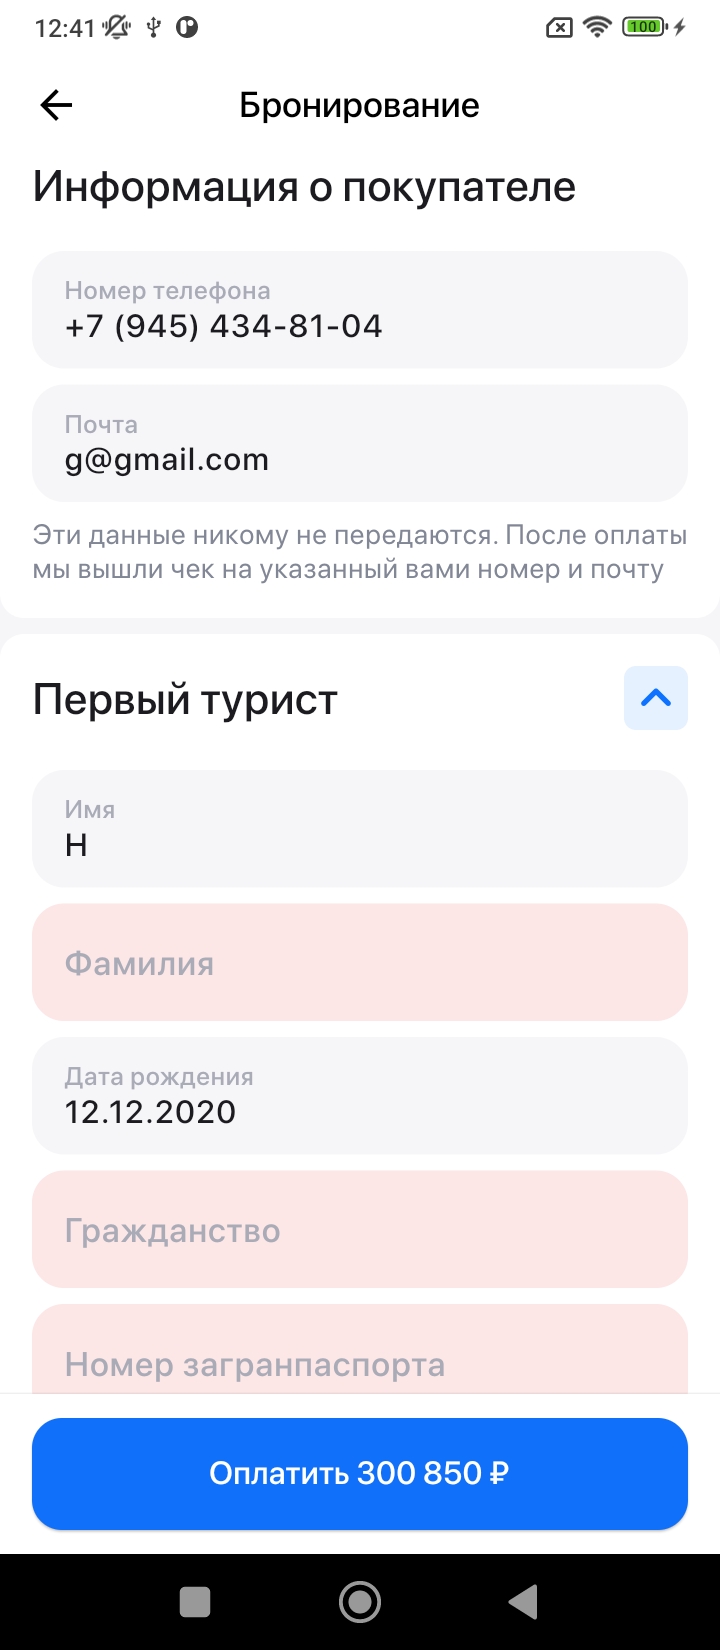 12:41
100
Бронирование
Информация о покупателе
Номер телефона
+7 (945) 434-81-04
Почта
g@gmail.com
Эти данные никому не передаются. После оплаты
мы вышли чек на указанный вами номер и почту
Первый турист
Имя
Н
Фамилия
Дата рождения
12.12.2020
Гражданство
Номер загранпаспорта
Оплатить 300 850 ₽